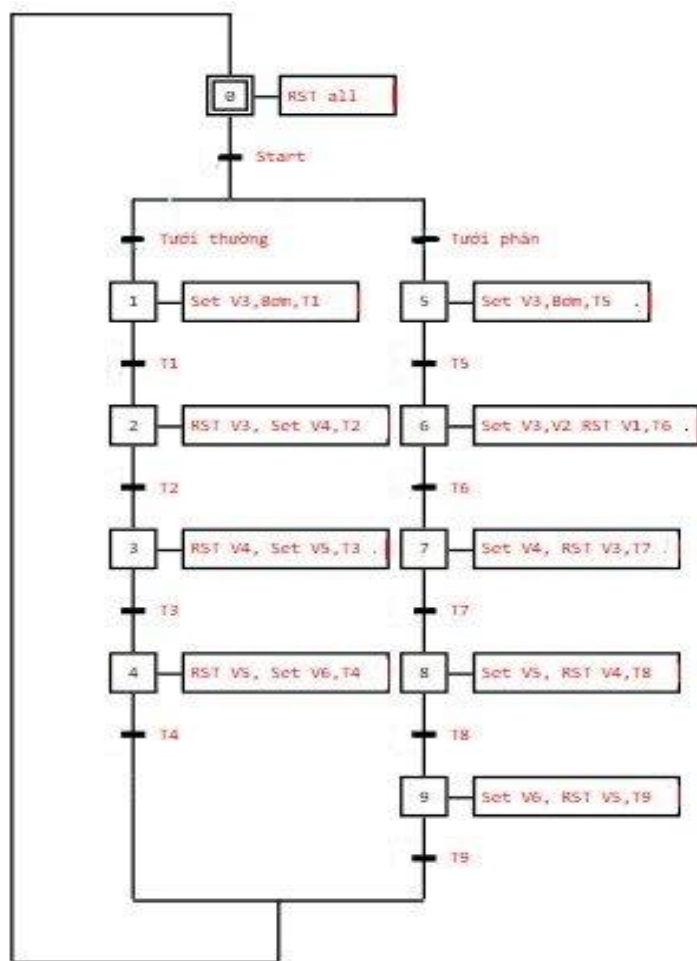 0
RST all
Start
Tưới thường
1
Set V3,Bơm,T1
T1
2
RST V3, Set V4,T2
T2
3
RST V4, Set V5,T3 .
T3
4
RST V5, Set V6,T4
T4
Tưới phân
5
Set V3,Bơm,T5 .
T5
6
Set V3,V2 RST V1,T6 .
T6
7
Set V4, RST V3,T7 .
T7
8
Set V5, RST V4,T8
T8
9
Set V6, RST V5,T9
T9